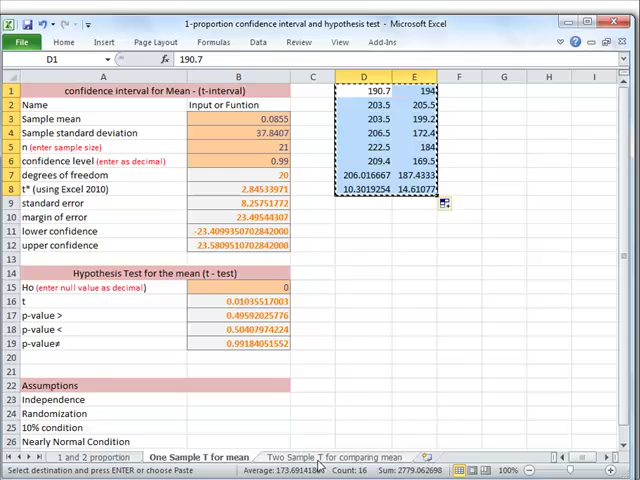 1-proportion confidence interval and hypothesis test - Microsoft Excel
File Home Insert Page Layout Formulas Data Review View Add-Ins
D1 fx 190.7
A B C D E F G H I
1 confidence interval for Mean - (t-interval) 190.7 194
2 Name Input or Funtion 203.5 205.5
3 Sample mean 0.0855 203.5 199.2
4 Sample standard deviation 37.8407 206.5 172.4
5 n (enter sample size) 21 222.5 184
6 confidence level (enter as decimal) 0.99 209.4 169.5
7 degrees of freedom 20 206.016667 187.4333
8 t* (using Excel 2010) 2.84533971 10.3019254 14.61077
9 standard error 8.25751772
10 margin of error 23.49544307
11 lower confidence -23.4099350702842000
12 upper confidence 23.5809510702842000
13
14 Hypothesis Test for the mean (t - test)
15 Ho (enter null value as decimal) 0
16 t 0.01035517003
17 p-value > 0.49592025776
18 p-value < 0.50407974224
19 p-value≠ 0.99184051552
20
21
22 Assumptions
23 Independence
24 Randomization
25 10% condition
26 Nearly Normal Condition
1 and 2 proportion One Sample T for mean Two Sample T for comparing mean
Select destination and press ENTER or choose Paste Average: Count: 16 Sum: 2779.062698 100%